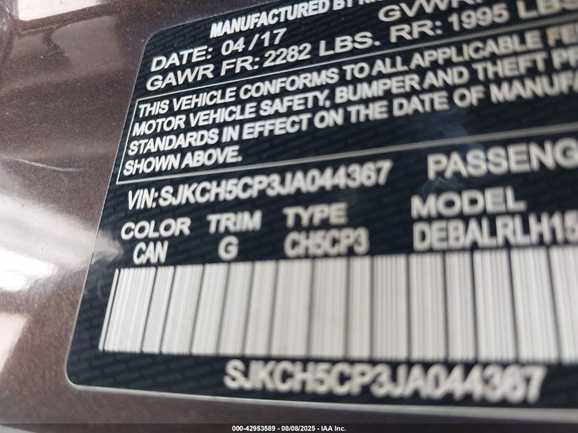 MANUFACTURED BY
DATE: 04/17 GVWR
GAWR FR: 2282 LBS. RR: 1995 LBS
THIS VEHICLE CONFORMS TO ALL APPLICABLE
MOTOR VEHICLE SAFETY, BUMPER AND THEFT
STANDARDS IN EFFECT ON THE DATE OF
SHOWN ABOVE.
VIN: SJKCH5CP3JA044367 PASSENG
COLOR TRIM TYPE MODEL
CAN G CH5CP3 DEBALRLH15
SJKCH5CP3JA044367
000-42953589 | 08/08/2025 - IAA Inc.